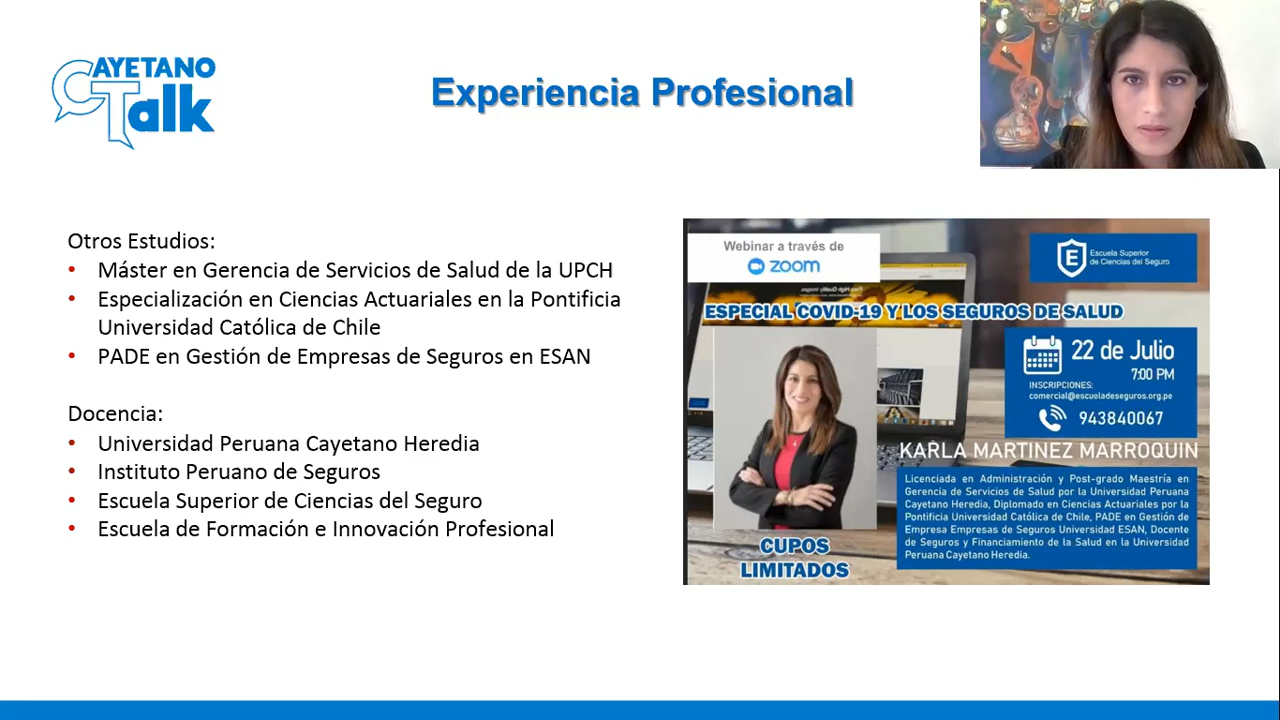 CAYETANO
Talk
Experiencia Profesional
Otros Estudios:
• Máster en Gerencia de Servicios de Salud de la UPCH
• Especialización en Ciencias Actuariales en la Pontificia
Universidad Católica de Chile
• PADE en Gestión de Empresas de Seguros en ESAN
Docencia:
• Universidad Peruana Cayetano Heredia
• Instituto Peruano de Seguros
• Escuela Superior de Ciencias del Seguro
• Escuela de Formación e Innovación Profesional
Webinar a través de
zoom
E
Escuela Superior
de Ciencias del Seguro
ESPECIAL COVID-19 Y LOS SEGUROS DE SALUD
22 de Julio
7:00 PM
INSCRIPCIONES:
comercial@escueladeseguros.org.pe
943840067
KARLA MARTINEZ MARROQUIN
Licenciada en Administración y Post-grado Maestría en
Gerencia de Servicios de Salud por la Universidad Peruana
Cayetano Heredia, Diplomado en Ciencias Actuariales por la
Pontificia Universidad Católica de Chile, PADE en Gestión de
Empresa Empresas de Seguros Universidad ESAN, Docente
de Seguros y Financiamiento de la Salud en la Universidad
Peruana Cayetano Heredia.
CUPOS
LIMITADOS